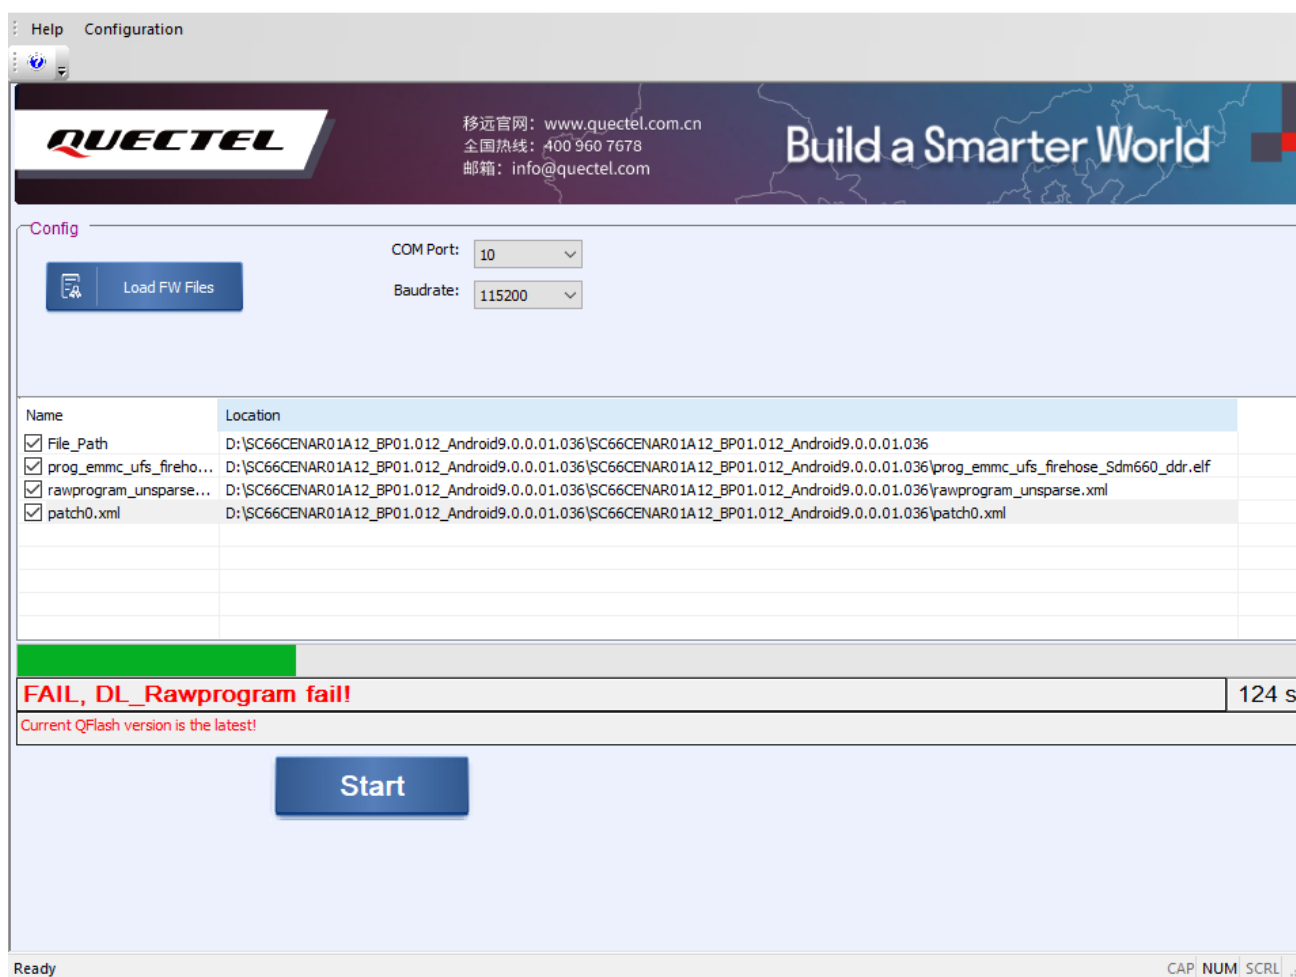 Help Configuration
QUECTEL
移远官网：www.quectel.com.cn
全国热线：400 960 7678
邮箱：info@quectel.com
Build a Smarter World
Config
Load FW Files
COM Port: 10
Baudrate: 115200
Name Location
File_Path D:\SC66CENAR01A12_BP01.012_Android9.0.0.01.036\SC66CENAR01A12_BP01.012_Android9.0.0.01.036
prog_emmc_ufs_fireho... D:\SC66CENAR01A12_BP01.012_Android9.0.0.01.036\SC66CENAR01A12_BP01.012_Android9.0.0.01.036\prog_emmc_ufs_firehose_Sdm660_ddr.elf
rawprogram_unsparse... D:\SC66CENAR01A12_BP01.012_Android9.0.0.01.036\SC66CENAR01A12_BP01.012_Android9.0.0.01.036\rawprogram_unsparse.xml
patch0.xml D:\SC66CENAR01A12_BP01.012_Android9.0.0.01.036\SC66CENAR01A12_BP01.012_Android9.0.0.01.036\patch0.xml
FAIL, DL_Rawprogram fail! 124 s
Current QFlash version is the latest!
Start
Ready CAP NUM SCRL